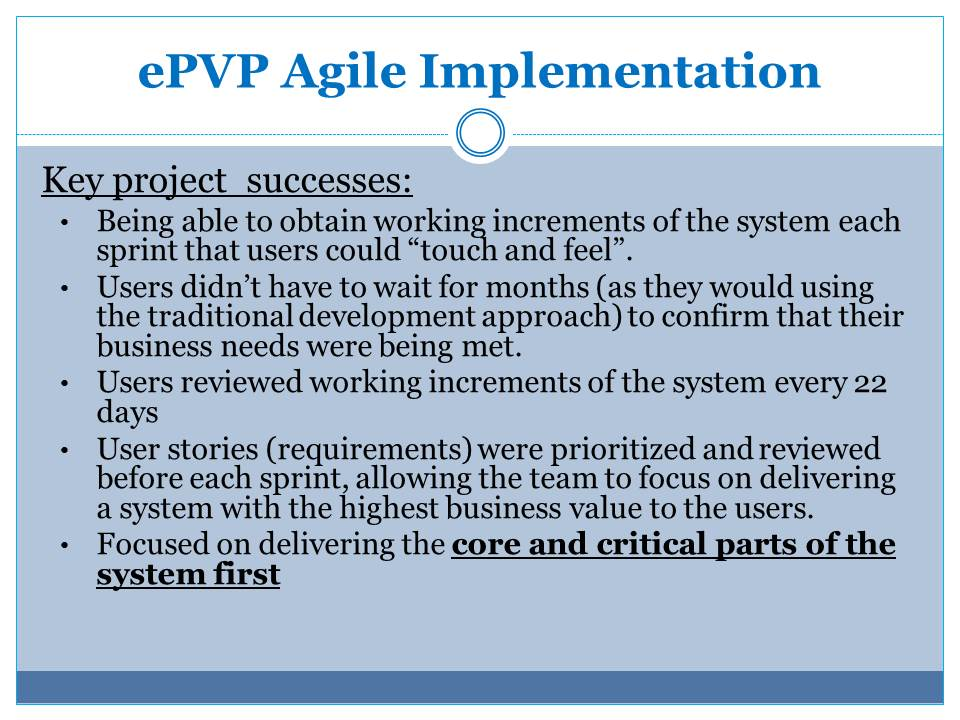 ePVP Agile Implementation
Key project  successes:
• Being able to obtain working increments of the system each
sprint that users could “touch and feel”.
• Users didn’t have to wait for months (as they would using
the traditional development approach) to confirm that their
business needs were being met.
• Users reviewed working increments of the system every 22
days
• User stories (requirements) were prioritized and reviewed
before each sprint, allowing the team to focus on delivering
a system with the highest business value to the users.
• Focused on delivering the core and critical parts of the
system first